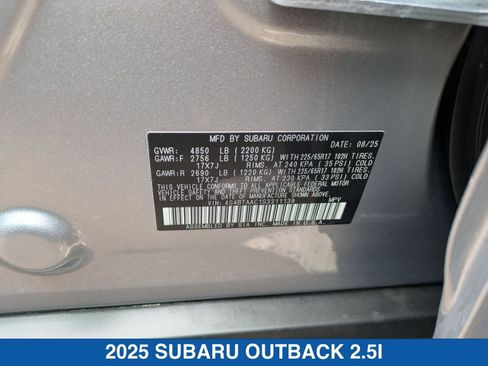 MFD BY SUBARU CORPORATION DATE: 08/25
GVWR: 4850 LB (2200 KG)
GAWR:F 2756 LB (1250 KG) WITH 225/65R17 102H TIRES.
17X7J RIMS. AT 240 KPA (35 PSI) COLD
GAWR:R 2690 LB (1220 KG) WITH 225/65R17 102H TIRES.
17X7J RIMS. AT 230 KPA (33 PSI) COLD
THIS VEHICLE CONFORMS TO ALL APPLICABLE FEDERAL MOTOR
VEHICLE SAFETY AND THEFT PREVENTION STANDARDS
IN EFFECT ON THE DATE OF MANUFACTURE SHOWN ABOVE.
VIN: 4S4BTAAC1S3311139 MPV
ASSEMBLED BY SIA INC. MADE IN U.S.A.
2025 SUBARU OUTBACK 2.5I